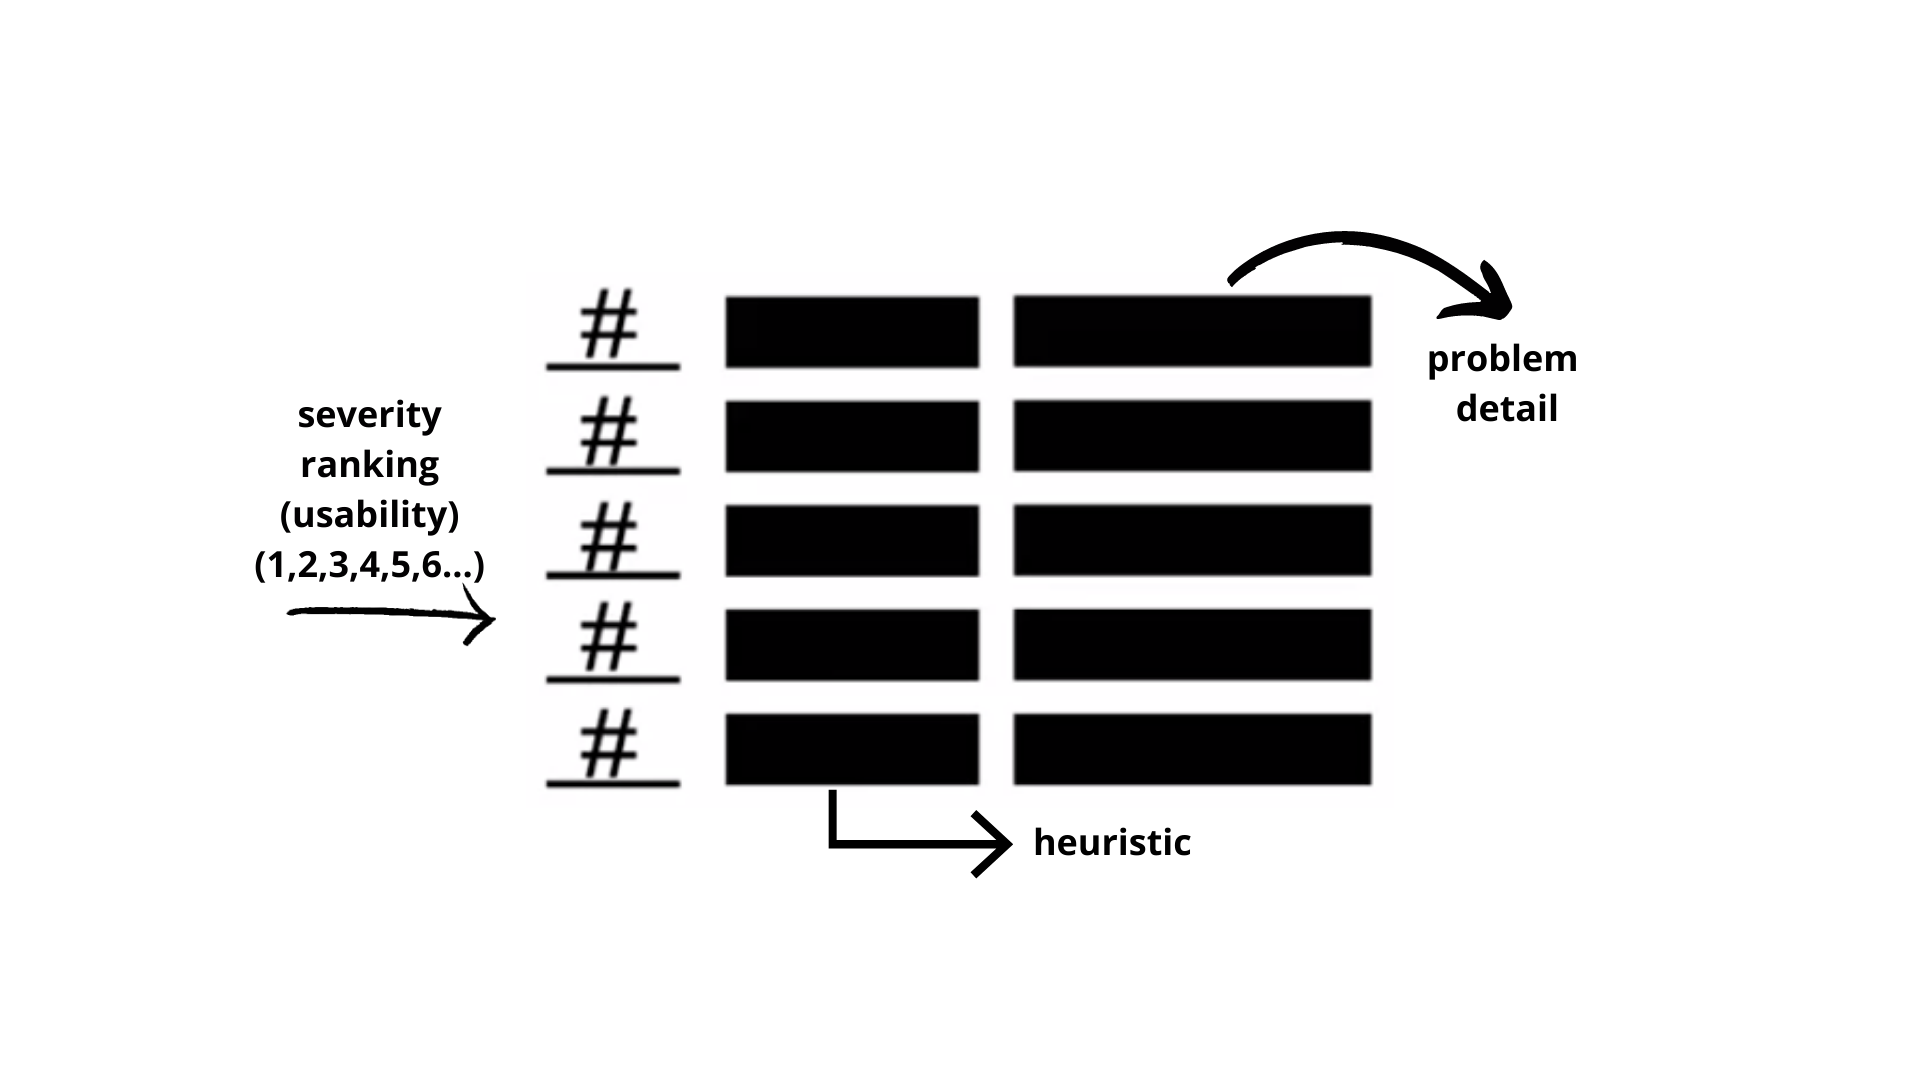 #
#
#
#
#
severity
ranking
(usability)
(1,2,3,4,5,6...)
problem
detail
heuristic